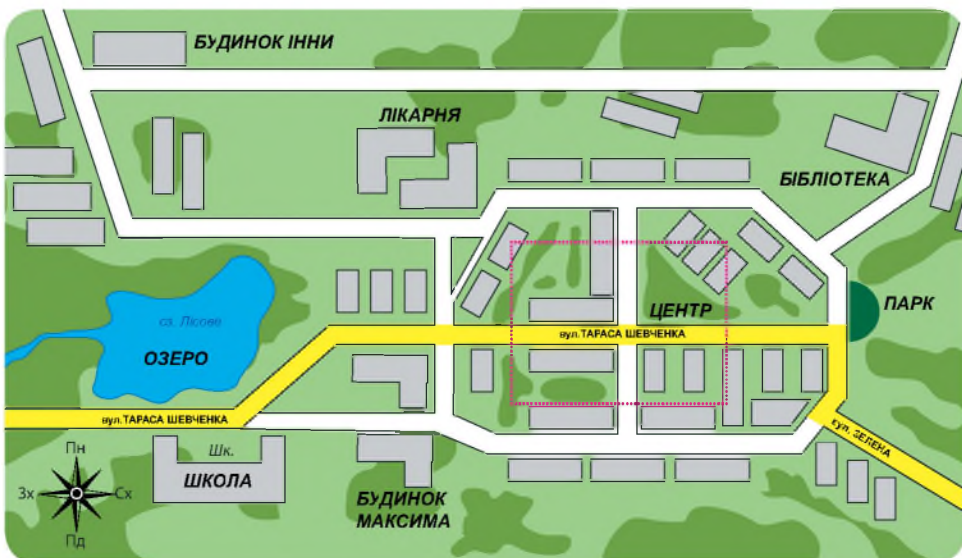 БУДИНОК ІННИ
ЛІКАРНЯ
БІБЛІОТЕКА
ПАРК
ЦЕНТР
вул.ТАРАСА ШЕВЧЕНКА
оз. Лісове
ОЗЕРО
вул.ТАРАСА ШЕВЧЕНКА
вул. ЗЕЛЕНА
Шк.
ШКОЛА
БУДИНОК
МАКСИМА
Пн
Зх
Сх
Пд